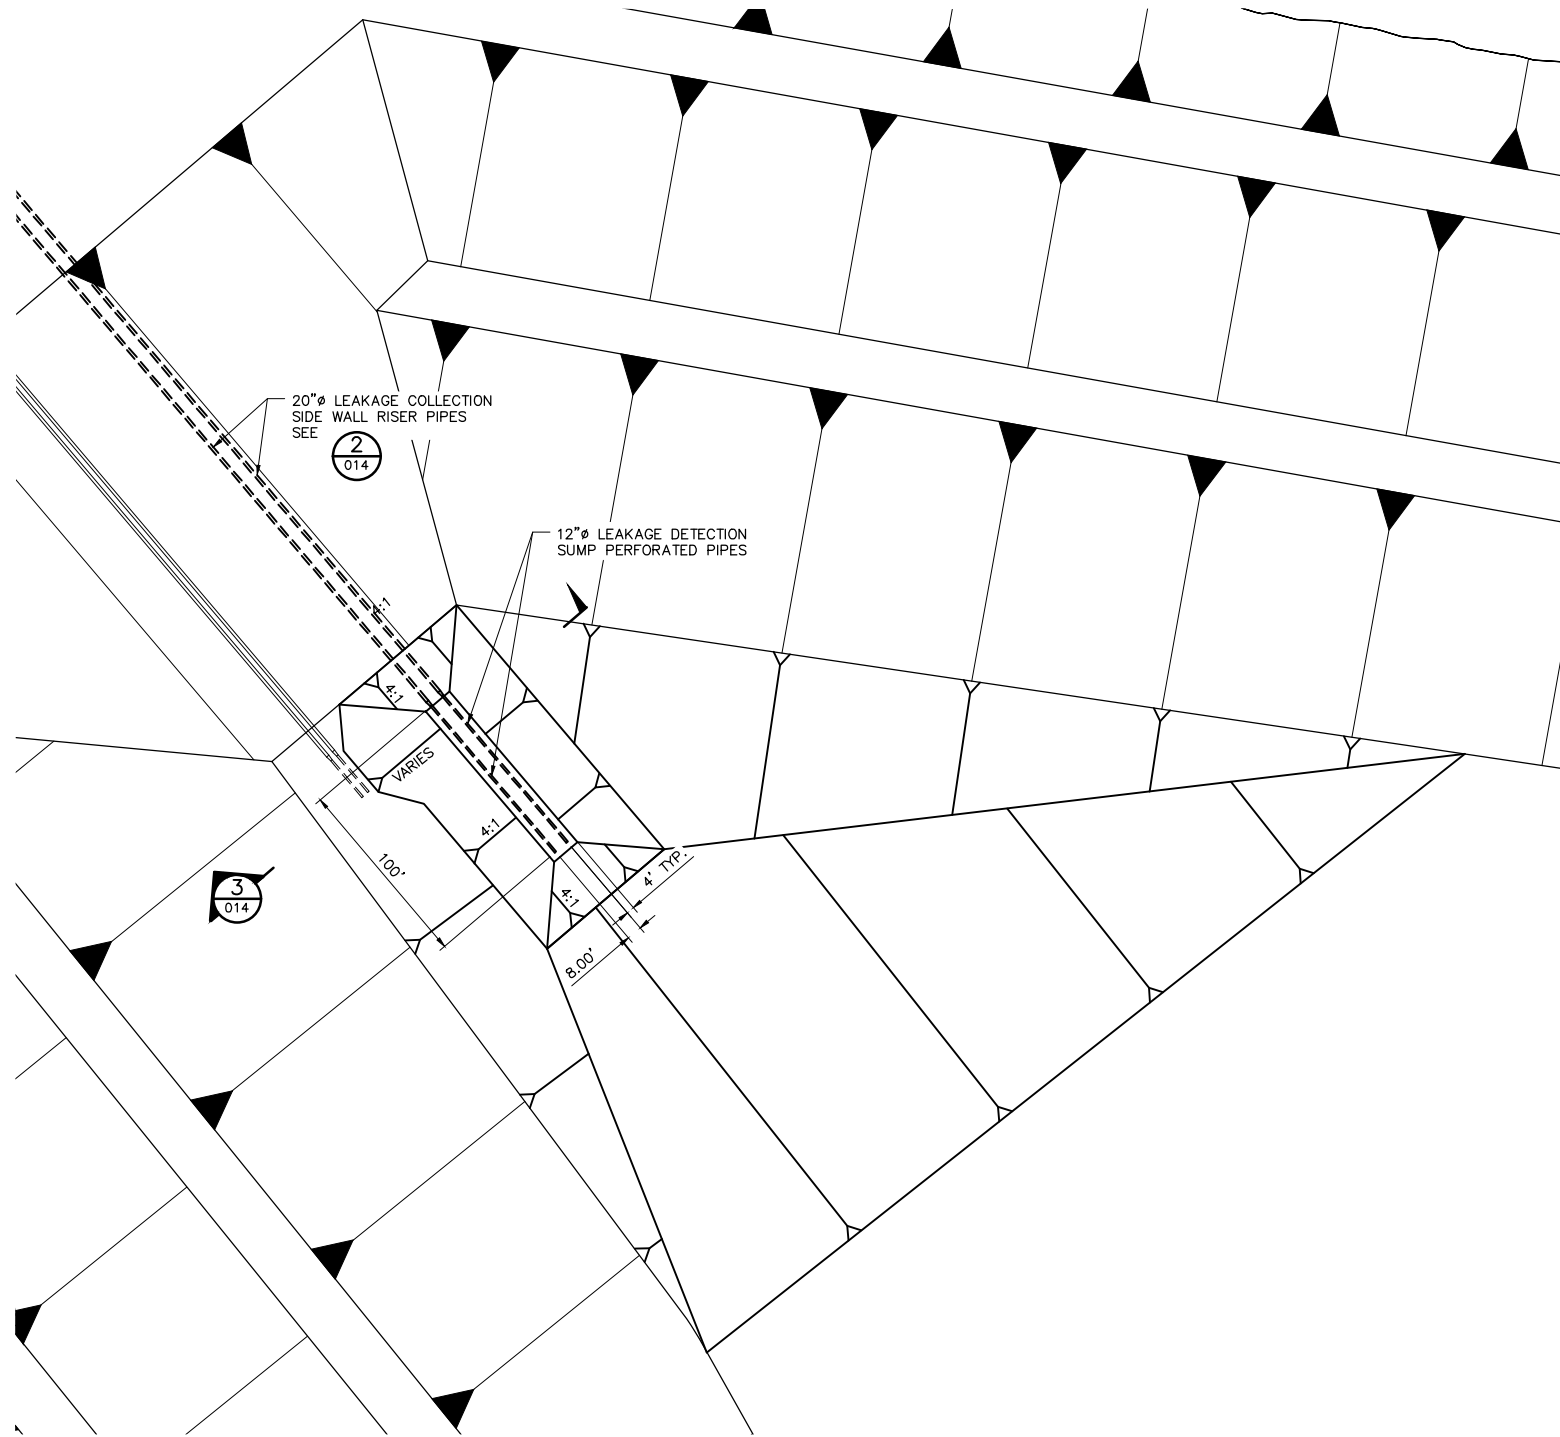 20"ø LEAKAGE COLLECTION
SIDE WALL RISER PIPES
SEE
2
014
12"ø LEAKAGE DETECTION
SUMP PERFORATED PIPES
4:1
4:1
VARIES
4:1
100'
4' TYP.
4:1
3
014
8.00'